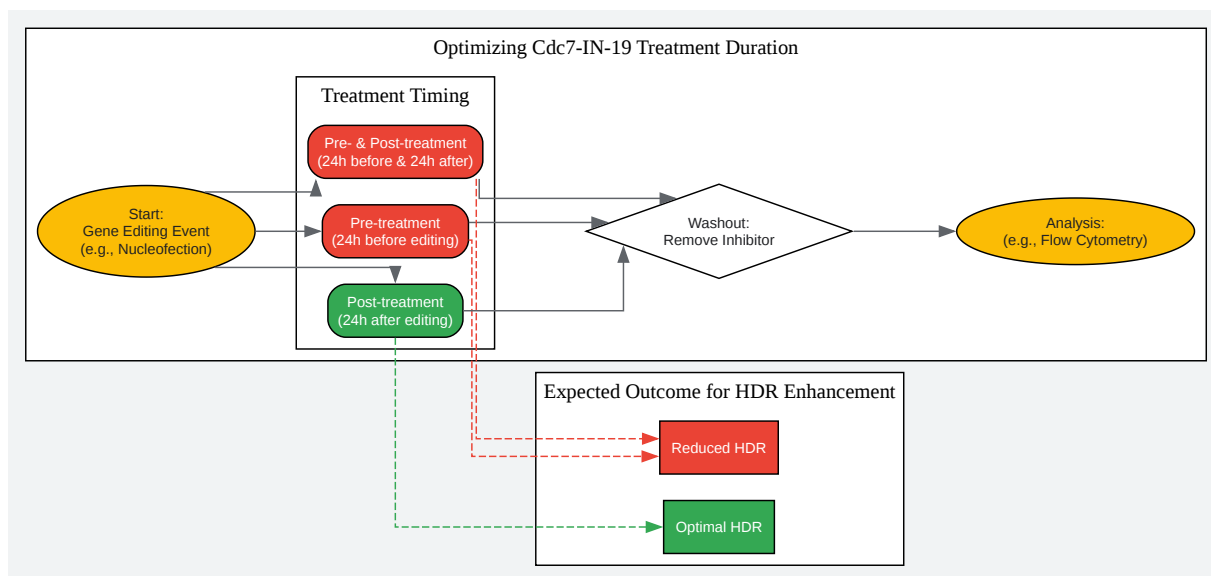 Optimizing Cdc7-IN-19 Treatment Duration
Treatment Timing
Pre- & Post-treatment
(24h before & 24h after)
Start:
Gene Editing Event
(e.g., Nucleofection)
Pre-treatment
(24h before editing)
Post-treatment
(24h after editing)
Washout:
Remove Inhibitor
Analysis:
(e.g., Flow Cytometry)
Expected Outcome for HDR Enhancement
Reduced HDR
Optimal HDR